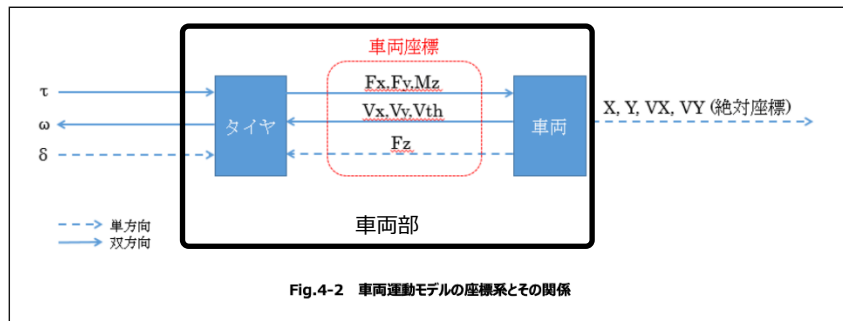 車両座標
τ
Fx,Fy,Mz
ω
タイヤ
Vx,Vy,Vth
車両
X, Y, VX, VY (絶対座標)
δ
Fz
車両部
単方向
双方向
Fig.4-2 車両運動モデルの座標系とその関係